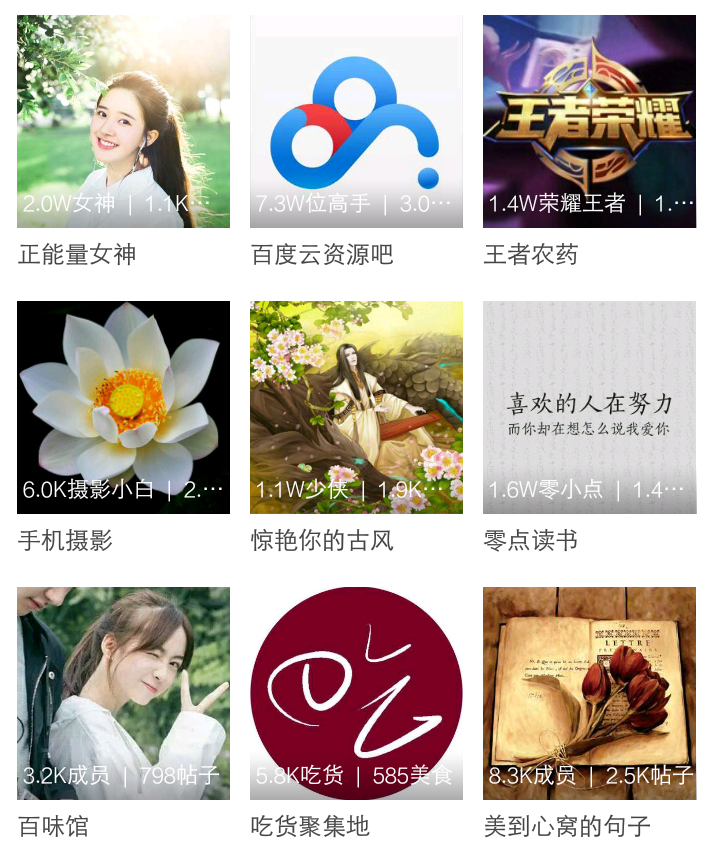 王者荣耀
2.0W女神 | 1.1K…
7.3W位高手 | 3.0…
1.4W荣耀王者 | 1.…
正能量女神
百度云资源吧
王者农药
喜欢的人在努力
而你却在想怎么说我爱你
6.0K摄影小白 | 2.…
1.1W少侠 | 1.9K…
1.6W零小点 | 1.4…
手机摄影
惊艳你的古风
零点读书
LETTRE
吃
3.2K成员 | 798帖子
5.8K吃货 | 585美食
8.3K成员 | 2.5K帖子
百味馆
吃货聚集地
美到心窝的句子